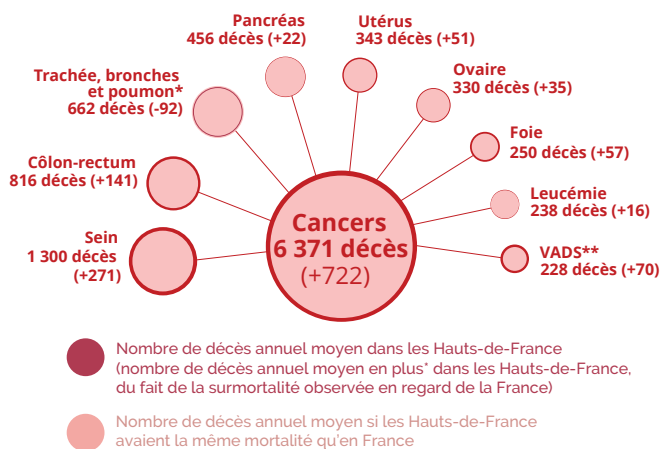 Pancréas
456 décès (+22)
Utérus
343 décès (+51)
Ovaire
330 décès (+35)
Trachée, bronches
et poumon*
662 décès (-92)
Foie
250 décès (+57)
Côlon-rectum
816 décès (+141)
Leucémie
238 décès (+16)
Sein
1 300 décès
(+271)
Cancers
6 371 décès
(+722)
VADS**
228 décès (+70)
Nombre de décès annuel moyen dans les Hauts-de-France
(nombre de décès annuel moyen en plus* dans les Hauts-de-France,
du fait de la surmortalité observée en regard de la France)
Nombre de décès annuel moyen si les Hauts-de-France
avaient la même mortalité qu'en France